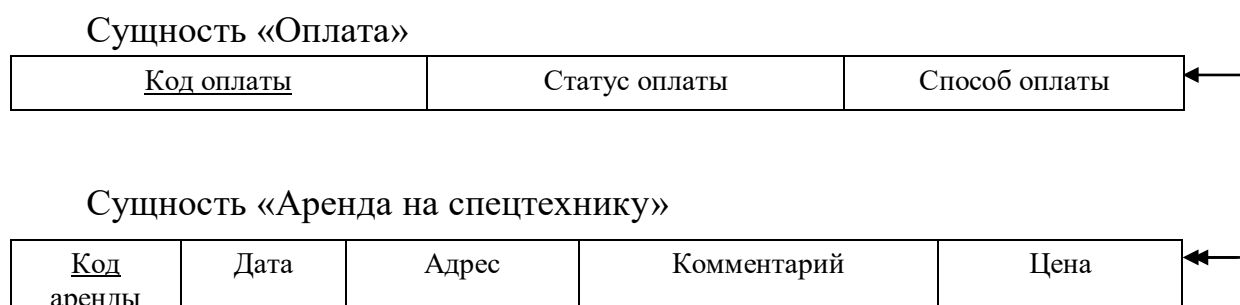 Сущность «Оплата»
Код оплаты Статус оплаты Способ оплаты
Сущность «Аренда на спецтехнику»
Код Дата Адрес Комментарий Цена
аренды